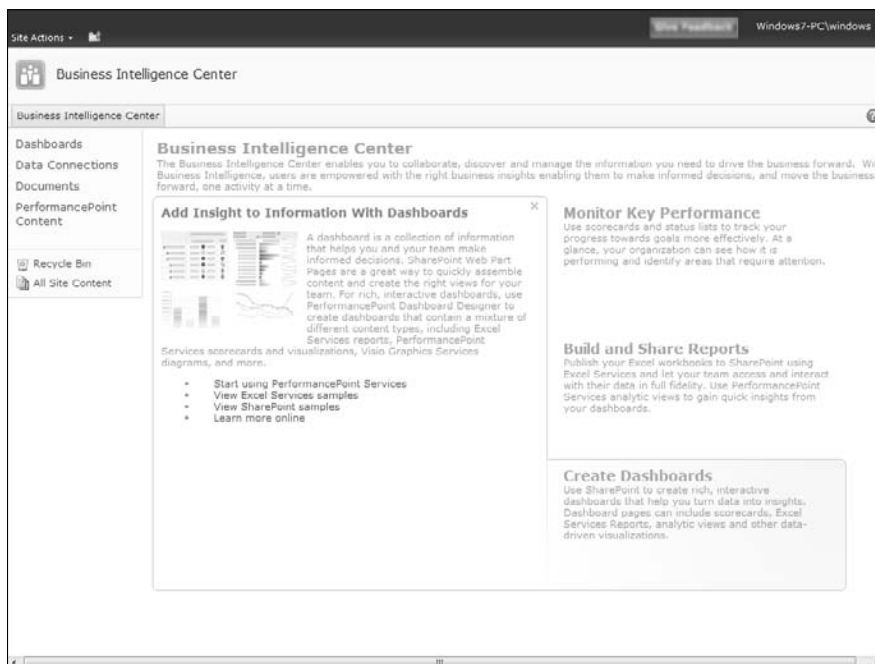 Site Actions
Give Feedback
Windows7-PC\windows
Business Intelligence Center
Business Intelligence Center
Dashboards
Data Connections
Documents
PerformancePoint
Content
Recycle Bin
All Site Content
Business Intelligence Center
The Business Intelligence Center enables you to collaborate, discover and manage the information you need to drive the business forward.
Business Intelligence, users are empowered with the right business insights enabling them to make informed decisions, and move the business
forward, one activity at a time.
Add Insight to Information With Dashboards
A dashboard is a collection of information
that helps you and your team make
informed decisions. SharePoint Web Part
Pages are a great way to quickly assemble
content and create the right views for your
team. For rich, interactive dashboards, use
PerformancePoint Dashboard Designer to
create dashboards that contain a mixture of
different content types, including Excel
Services reports, PerformancePoint
Services scorecards and visualizations, Visio Graphics Services
diagrams, and more.
Start using PerformancePoint Services
View Excel Services samples
View SharePoint samples
Learn more online
Monitor Key Performance
Use scorecards and status lists to track your
progress towards goals more effectively. At a
glance, your organization can see how it is
performing and identify areas that require attention.
Build and Share Reports
Publish your Excel workbooks to SharePoint using
Excel Services and let your team access and interact
with their data in full fidelity. Use PerformancePoint
Services analytic views to gain quick insights from
your dashboards.
Create Dashboards
Use SharePoint to create rich, interactive
dashboards that help you turn data into insights.
Dashboard pages can include scorecards, Excel
Services Reports, analytic views and other data-
driven visualizations.